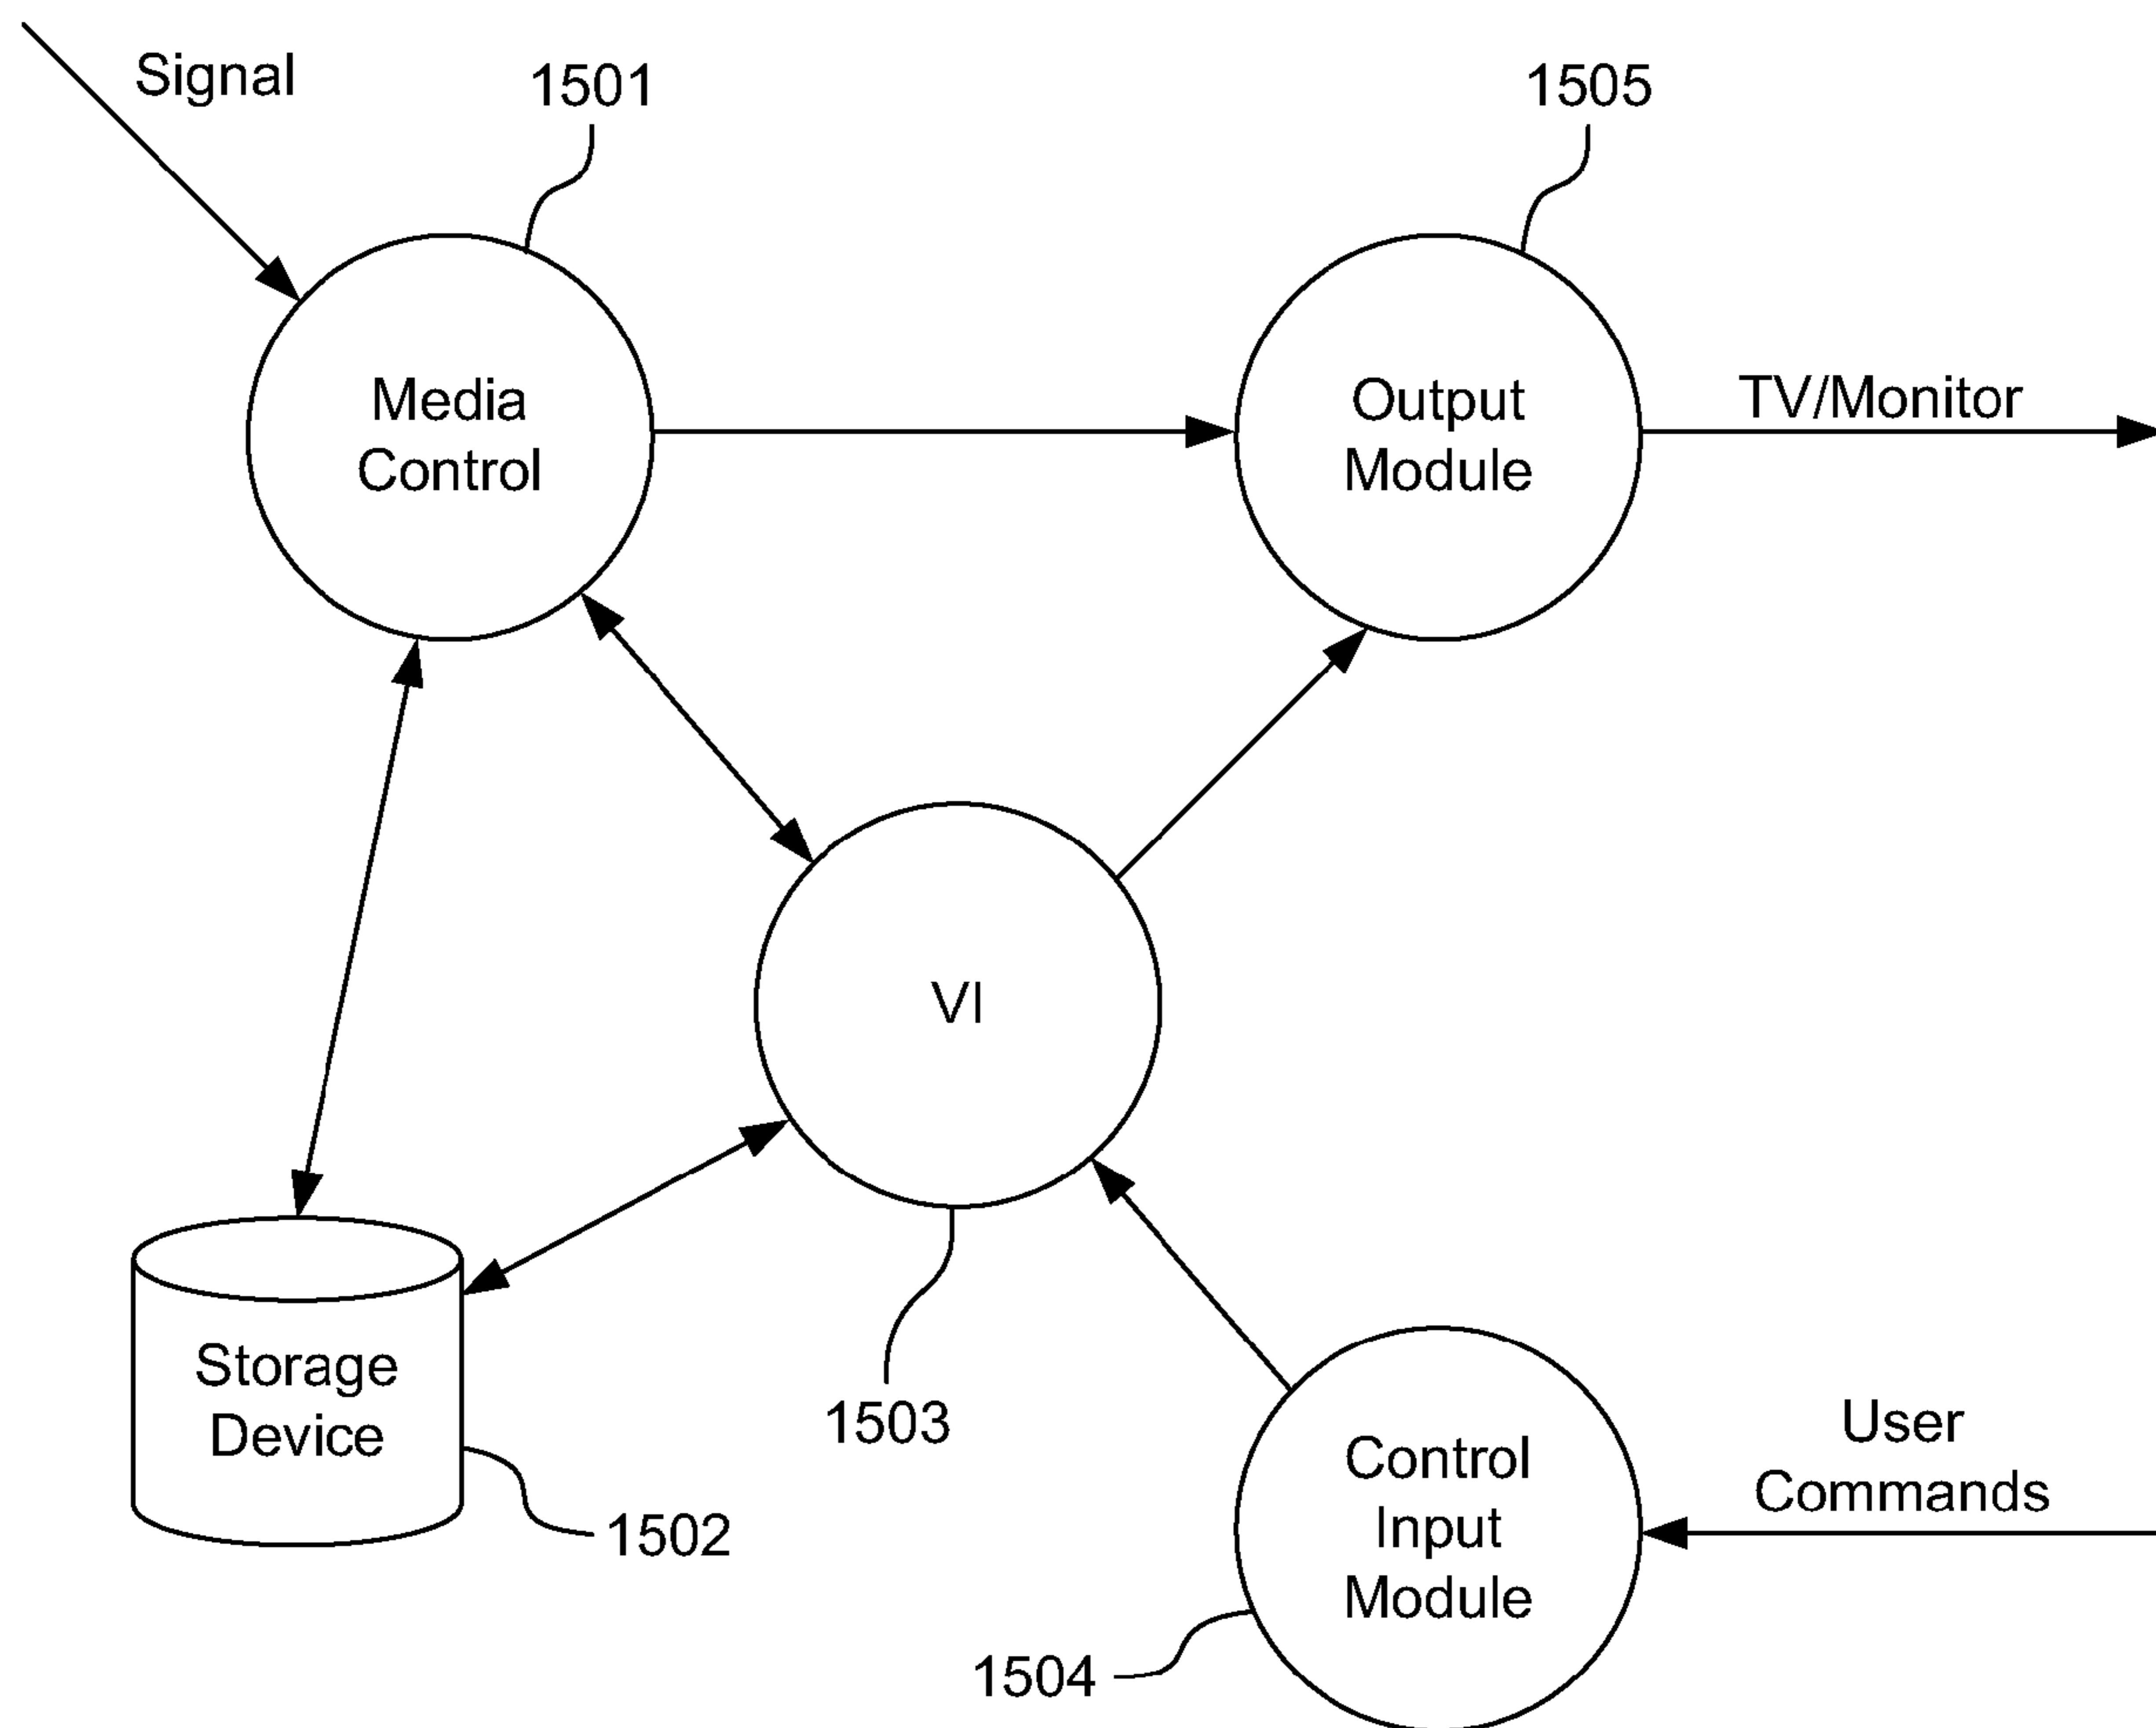 Signal
1501
1505
Media
Control
Output
Module
TV/Monitor
VI
Storage
Device
1503
1502
Control
Input
Module
User
Commands
1504